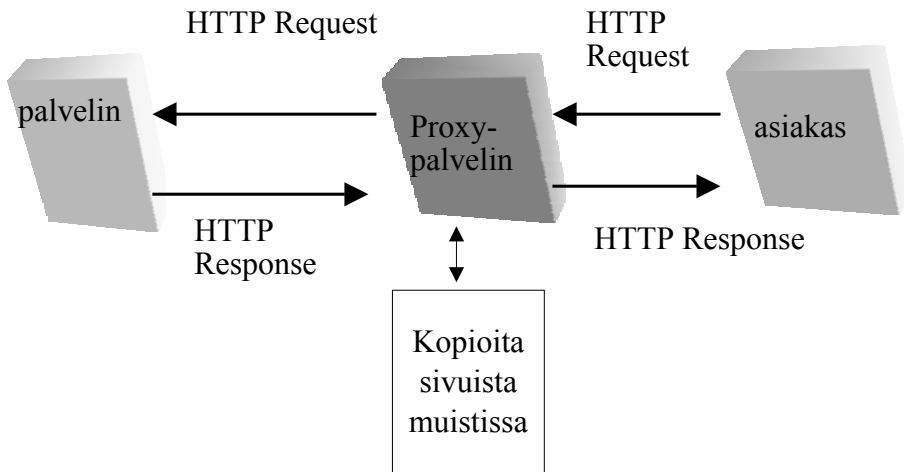 HTTP Request
HTTP
Request
palvelin
Proxy-
palvelin
asiakas
HTTP
Response
HTTP Response
Kopioita
sivuista
muistissa